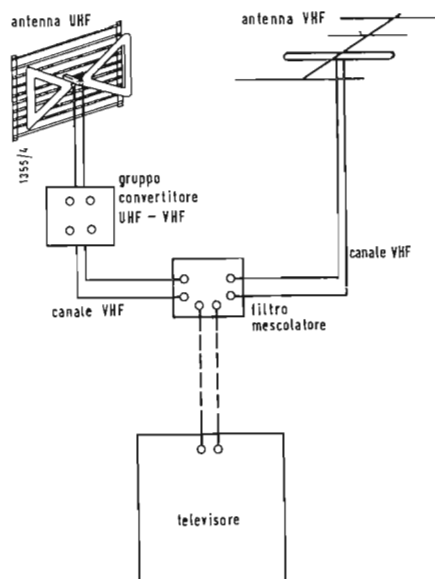 antenna UHF
antenna VHF
1355/4
gruppo
convertitore
UHF - VHF
canale VHF
canale VHF
filtro
mescolatore
televisore